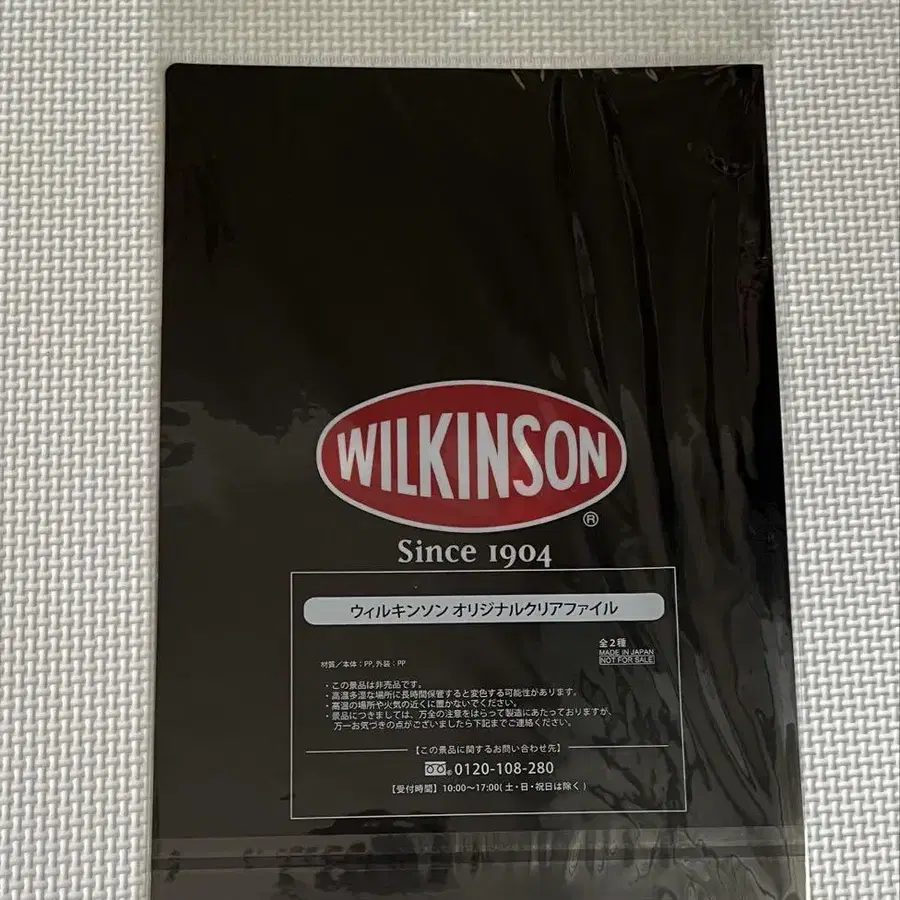 WILKINSON
®
Since 1904
ウィルキンソン オリジナルクリアファイル
全2種
MADE IN JAPAN
NOT FOR SALE
材質／本体：PP, 外装：PP
・この景品は非売品です。
・高温多湿な場所に長時間保管すると変色する可能性があります。
・高温の場所や火気の近くに置かないでください。
・景品につきましては、万全の注意をはらって製造にあたっておりますが、
万一お気づきの点がございましたら下記までご連絡ください。
【この景品に関するお問い合わせ先】
0120-108-280
【受付時間】10:00～17:00(土・日・祝日は除く)